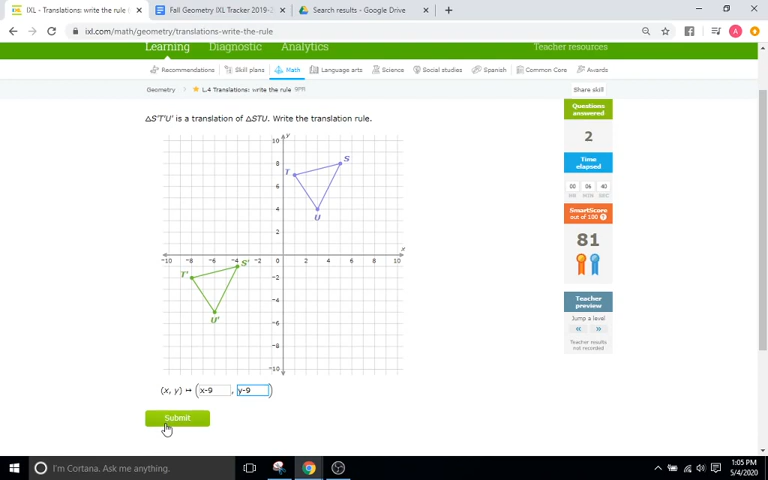 IXL - Translations: write the rule
Fall Geometry IXL Tracker 2019-2
Search results - Google Drive
ixl.com/math/geometry/translations-write-the-rule
Learning Diagnostic Analytics Teacher resources
Recommendations Skill plans Math Language arts Science Social studies Spanish Common Core Awards
Geometry L.4 Translations: write the rule 9PR Share skill
△S'T'U' is a translation of △STU. Write the translation rule.
Questions answered
2
Time elapsed
00 06 40
HR MIN SEC
SmartScore
out of 100 ?
81
Teacher preview
Jump a level
« »
Teacher results not recorded
y
10
8
S
T
6
4
U
2
x
-10 -8 -6 -4 -2 0 2 4 6 8 10
T' S'
-2
-4
U'
-6
-8
-10
(x, y) ↦ (x-9, y-9)
Submit
I'm Cortana. Ask me anything.
1:05 PM
5/4/2020